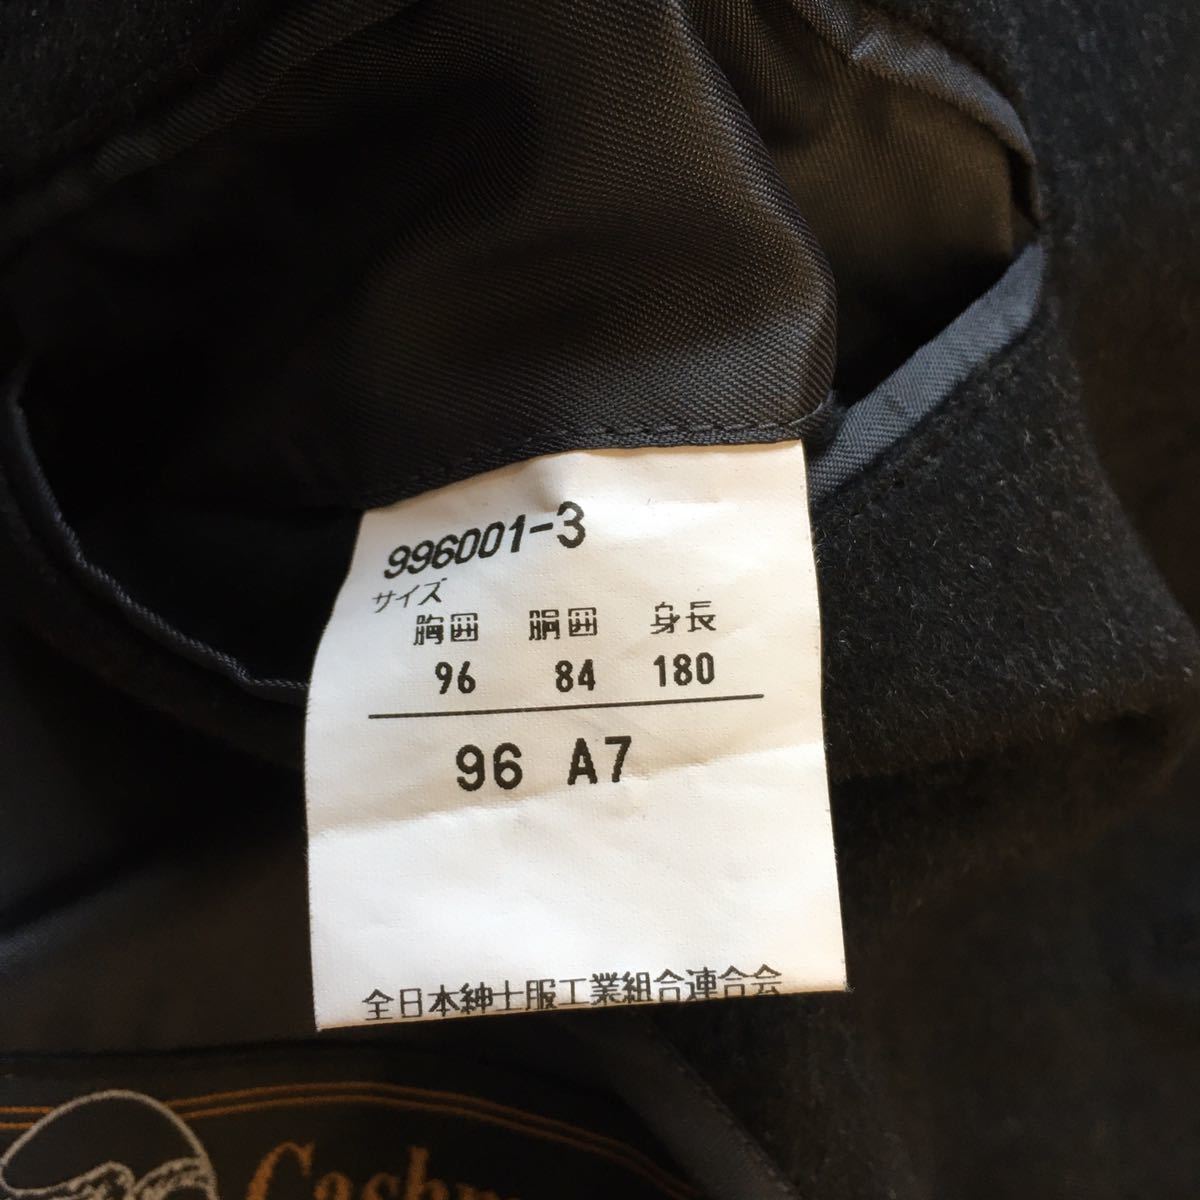 996001-3
サイズ
胸囲 胴囲 身長
96 84 180
96 A7
全日本紳士服工業組合連合会